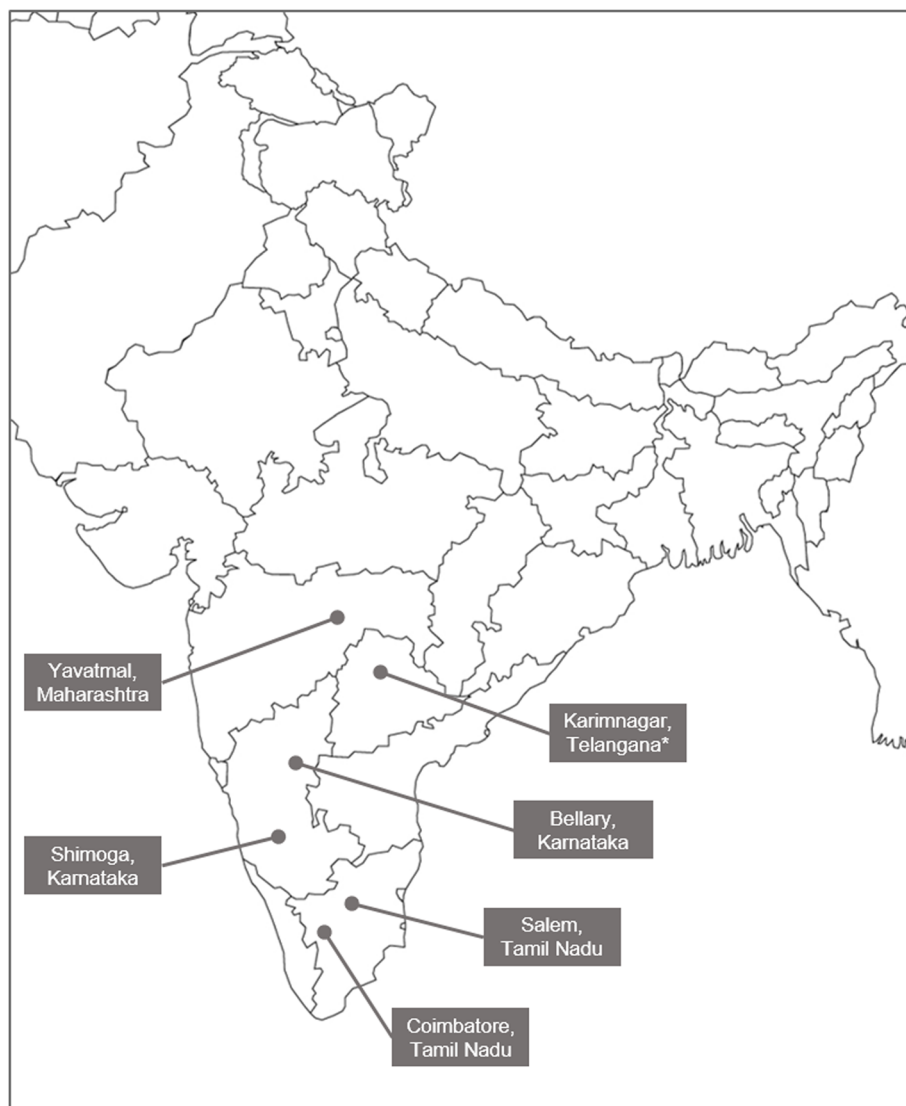 Yavatmal,
Maharashtra
Karimnagar,
Telangana*
Bellary,
Karnataka
Shimoga,
Karnataka
Salem,
Tamil Nadu
Coimbatore,
Tamil Nadu